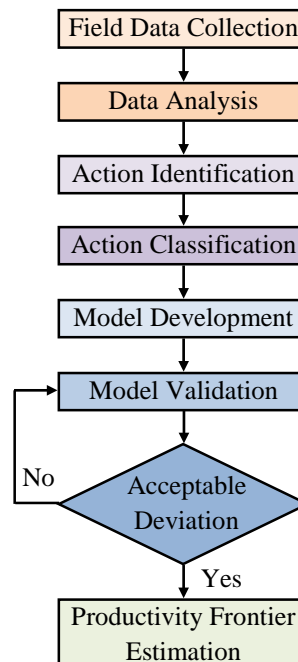 Field Data Collection
Data Analysis
Action Identification
Action Classification
Model Development
Model Validation
No
Acceptable
Deviation
Yes
Productivity Frontier
Estimation